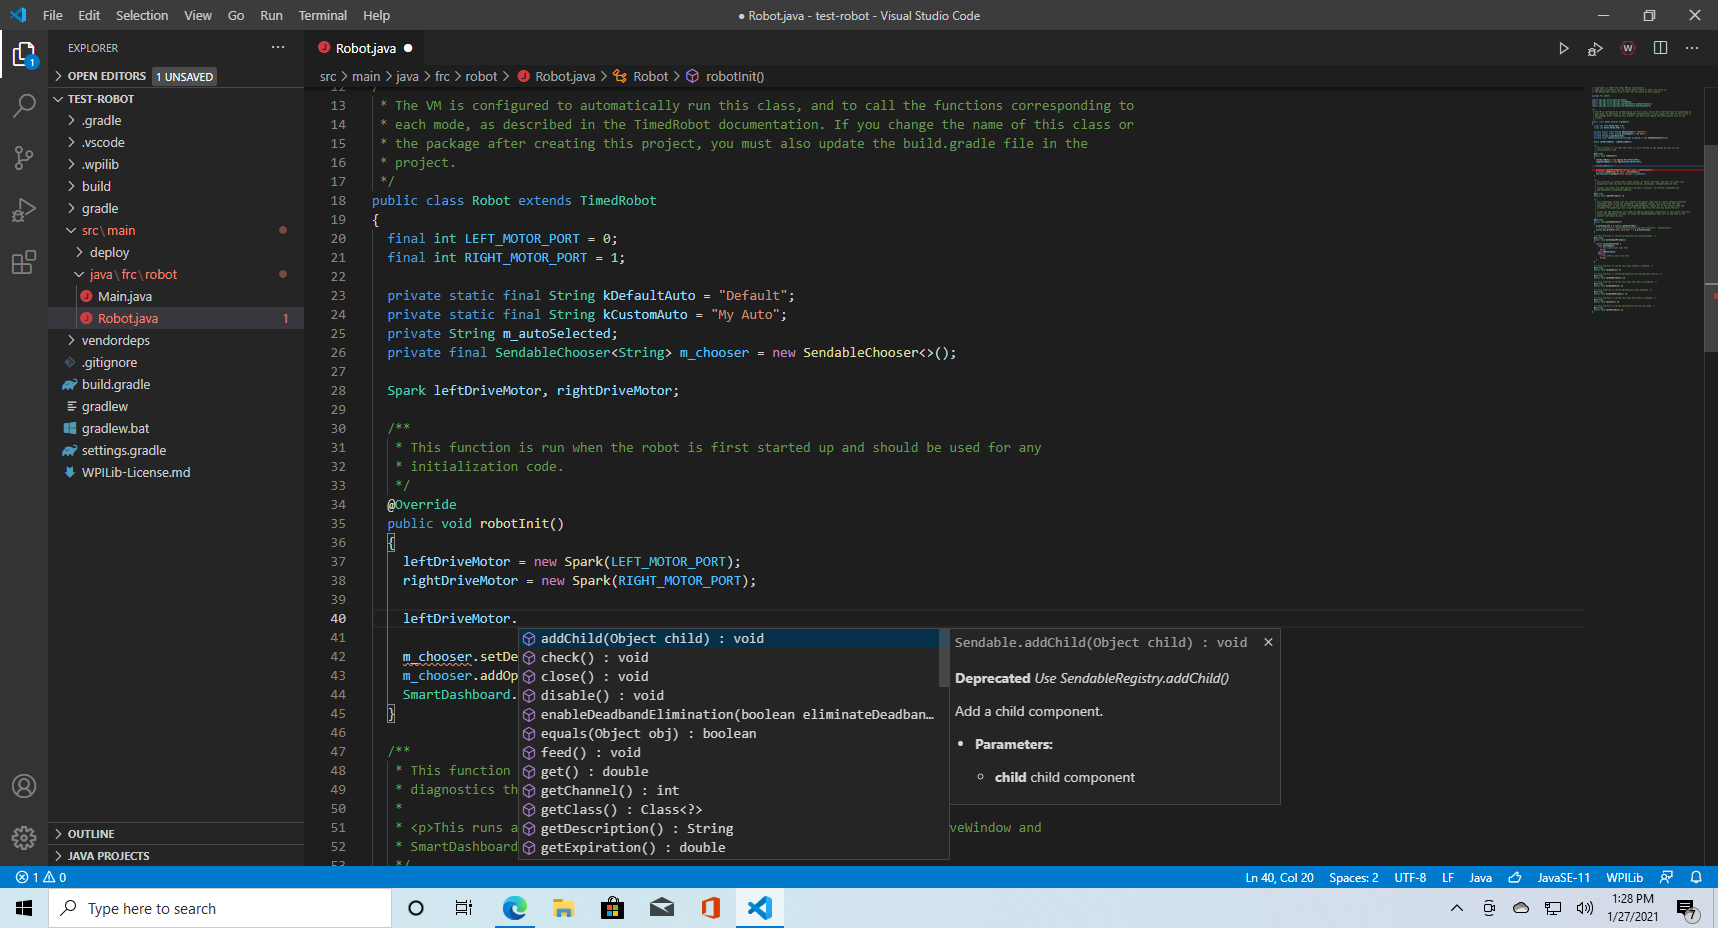 File Edit Selection View Go Run Terminal Help
● Robot.java - test-robot - Visual Studio Code
1
EXPLORER
OPEN EDITORS 1 UNSAVED
TEST-ROBOT
.gradle
.vscode
.wpilib
build
gradle
src\main
deploy
java\frc\robot
Main.java
Robot.java 1
vendordeps
.gitignore
build.gradle
gradlew
gradlew.bat
settings.gradle
WPILib-License.md
OUTLINE
JAVA PROJECTS
Robot.java ●
src > main > java > frc > robot > Robot.java > Robot > robotInit()
12 /**
13 * The VM is configured to automatically run this class, and to call the functions corresponding to
14 * each mode, as described in the TimedRobot documentation. If you change the name of this class or
15 * the package after creating this project, you must also update the build.gradle file in the
16 * project.
17 */
18 public class Robot extends TimedRobot
19 {
20 final int LEFT_MOTOR_PORT = 0;
21 final int RIGHT_MOTOR_PORT = 1;
22
23 private static final String kDefaultAuto = "Default";
24 private static final String kCustomAuto = "My Auto";
25 private String m_autoSelected;
26 private final SendableChooser<String> m_chooser = new SendableChooser<>();
27
28 Spark leftDriveMotor, rightDriveMotor;
29
30 /**
31 * This function is run when the robot is first started up and should be used for any
32 * initialization code.
33 */
34 @Override
35 public void robotInit()
36 {
37 leftDriveMotor = new Spark(LEFT_MOTOR_PORT);
38 rightDriveMotor = new Spark(RIGHT_MOTOR_PORT);
39
40 leftDriveMotor.
41
42 m_chooser.setDe
43 m_chooser.addOp
44 SmartDashboard.
45 }
46
47 /**
48 * This function
49 * diagnostics th
50 *
51 * <p>This runs a veWindow and
52 * SmartDashboard
53 */
addChild(Object child) : void
check() : void
close() : void
disable() : void
enableDeadbandElimination(boolean eliminateDeadban…
equals(Object obj) : boolean
feed() : void
get() : double
getChannel() : int
getClass() : Class<?>
getDescription() : String
getExpiration() : double
Sendable.addChild(Object child) : void
Deprecated Use SendableRegistry.addChild()
Add a child component.
• Parameters:
○ child child component
1 0
Ln 40, Col 20 Spaces: 2 UTF-8 LF Java JavaSE-11 WPILib
Type here to search
1:28 PM
1/27/2021
7